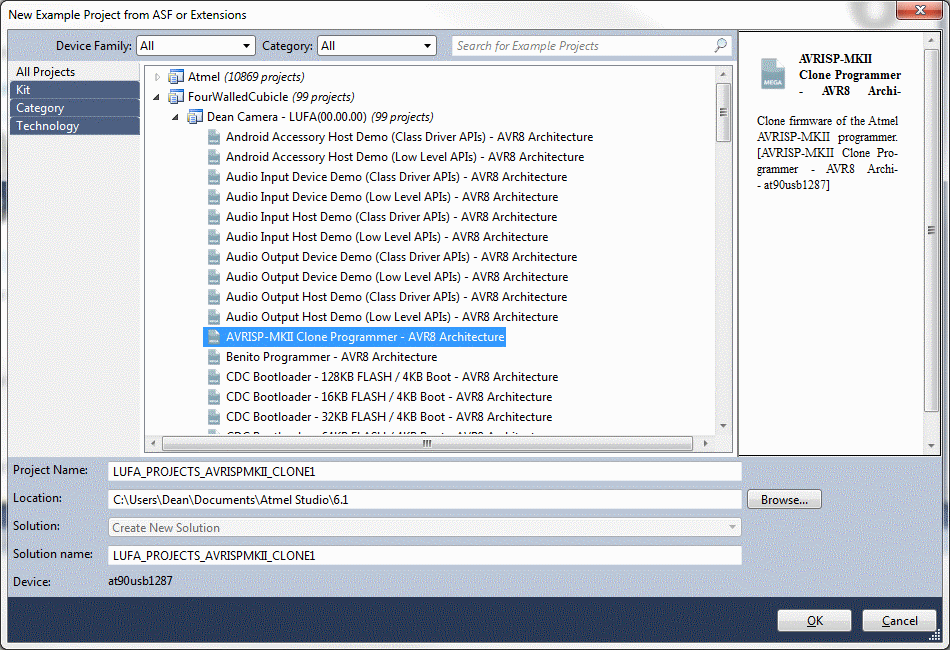 New Example Project from ASF or Extensions
Device Family: All Category: All Search for Example Projects
All Projects
Kit
Category
Technology
Atmel (10869 projects)
FourWalledCubicle (99 projects)
Dean Camera - LUFA(00.00.00) (99 projects)
Android Accessory Host Demo (Class Driver APIs) - AVR8 Architecture
Android Accessory Host Demo (Low Level APIs) - AVR8 Architecture
Audio Input Device Demo (Class Driver APIs) - AVR8 Architecture
Audio Input Device Demo (Low Level APIs) - AVR8 Architecture
Audio Input Host Demo (Class Driver APIs) - AVR8 Architecture
Audio Input Host Demo (Low Level APIs) - AVR8 Architecture
Audio Output Device Demo (Class Driver APIs) - AVR8 Architecture
Audio Output Device Demo (Low Level APIs) - AVR8 Architecture
Audio Output Host Demo (Class Driver APIs) - AVR8 Architecture
Audio Output Host Demo (Low Level APIs) - AVR8 Architecture
AVRISP-MKII Clone Programmer - AVR8 Architecture
Benito Programmer - AVR8 Architecture
CDC Bootloader - 128KB FLASH / 4KB Boot - AVR8 Architecture
CDC Bootloader - 16KB FLASH / 4KB Boot - AVR8 Architecture
CDC Bootloader - 32KB FLASH / 4KB Boot - AVR8 Architecture
MEGA
AVRISP-MKII
Clone Programmer
- AVR8 Archi-
Clone firmware of the Atmel
AVRISP-MKII programmer.
[AVRISP-MKII Clone Pro-
grammer - AVR8 Archi-
- at90usb1287]
Project Name: LUFA_PROJECTS_AVRISPMKII_CLONE1
Location: C:\Users\Dean\Documents\Atmel Studio\6.1 Browse...
Solution: Create New Solution
Solution name: LUFA_PROJECTS_AVRISPMKII_CLONE1
Device: at90usb1287
OK Cancel